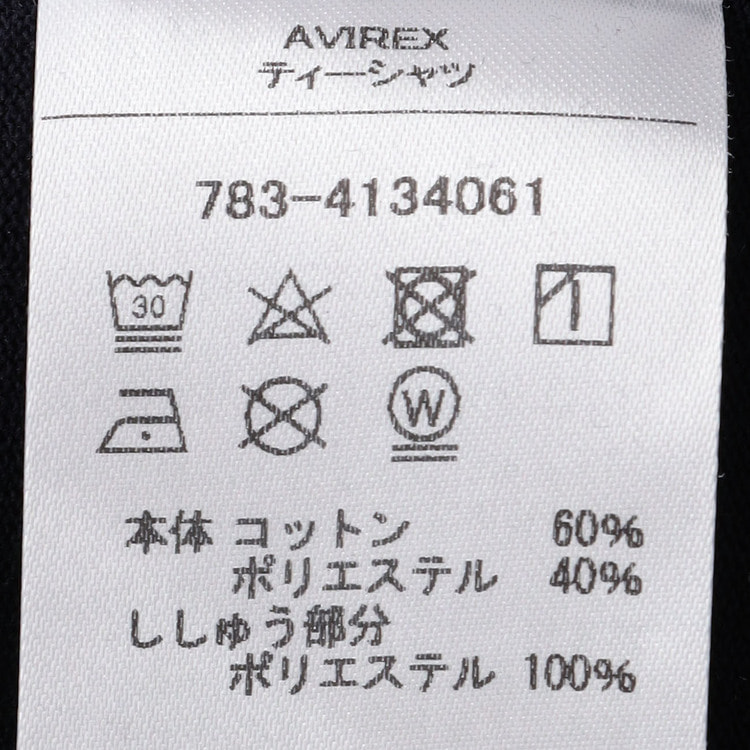 AVIREX
ティーシャツ
783-4134061
30
W
本体 コットン 60%
ポリエステル 40%
ししゅう部分
ポリエステル 100%